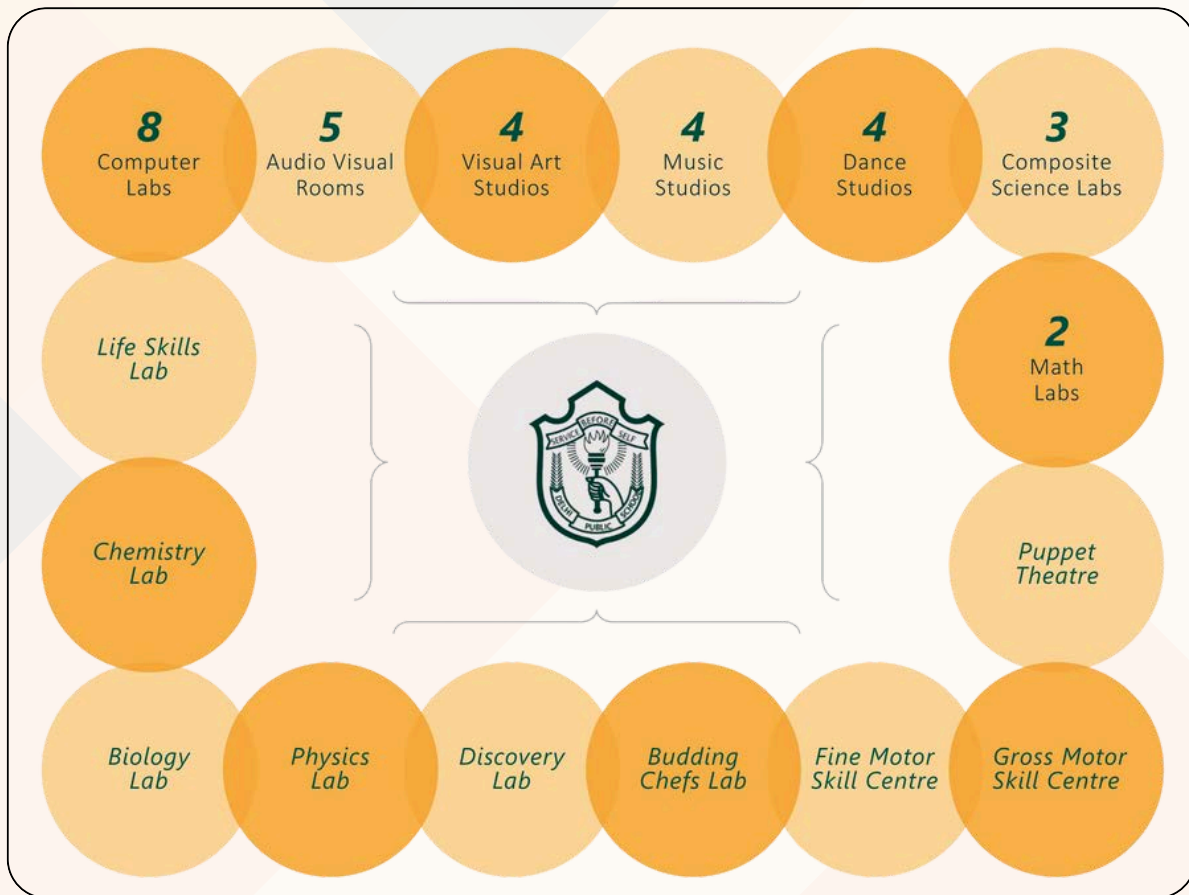 8
Computer
Labs
5
Audio Visual
Rooms
4
Visual Art
Studios
4
Music
Studios
4
Dance
Studios
3
Composite
Science Labs
Life Skills
Lab
2
Math
Labs
SERVICE BEFORE SELF
DELHI PUBLIC SCHOOL
Chemistry
Lab
Puppet
Theatre
Biology
Lab
Physics
Lab
Discovery
Lab
Budding
Chefs Lab
Fine Motor
Skill Centre
Gross Motor
Skill Centre